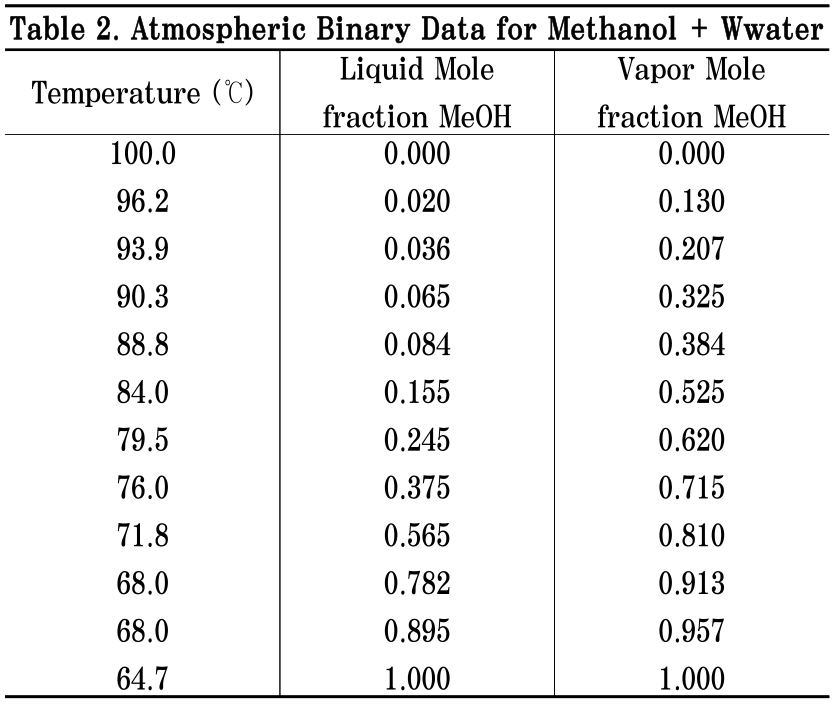 Table 2. Atmospheric Binary Data for Methanol + Wwater
Temperature (℃) Liquid Mole fraction MeOH Vapor Mole fraction MeOH
100.0 0.000 0.000
96.2 0.020 0.130
93.9 0.036 0.207
90.3 0.065 0.325
88.8 0.084 0.384
84.0 0.155 0.525
79.5 0.245 0.620
76.0 0.375 0.715
71.8 0.565 0.810
68.0 0.782 0.913
68.0 0.895 0.957
64.7 1.000 1.000